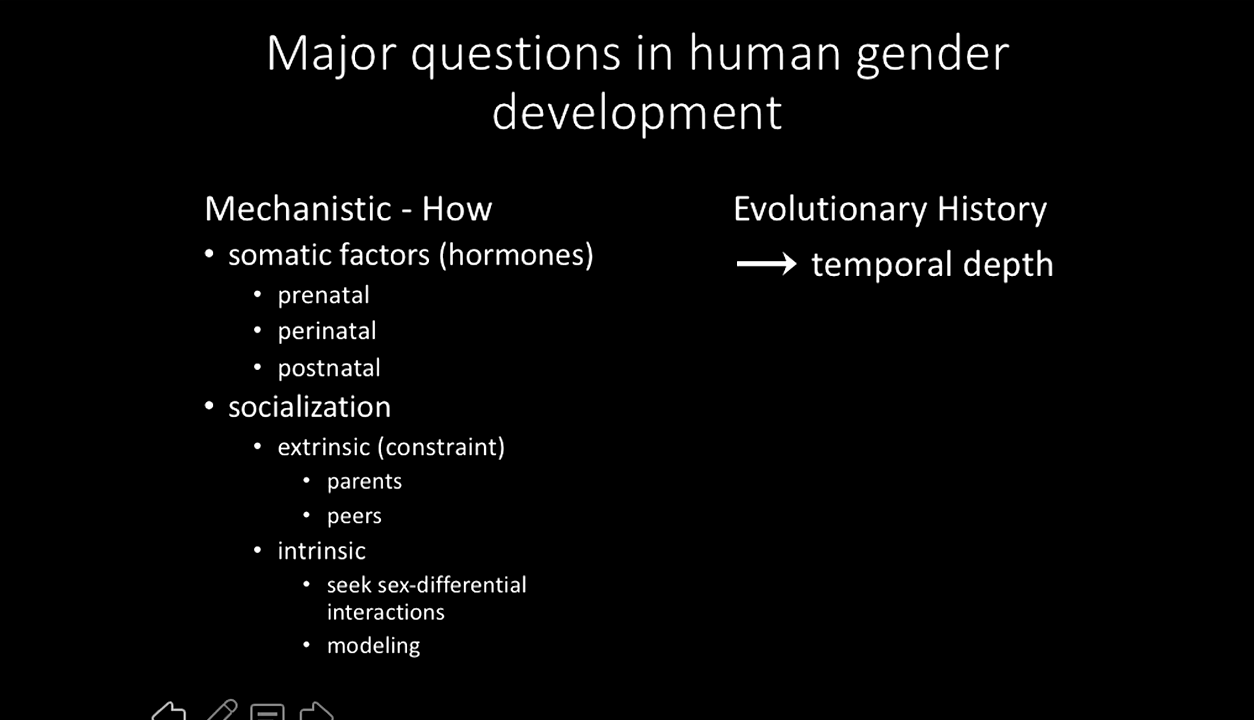 Major questions in human gender
development
Mechanistic - How
• somatic factors (hormones)
• prenatal
• perinatal
• postnatal
• socialization
• extrinsic (constraint)
• parents
• peers
• intrinsic
• seek sex-differential
interactions
• modeling
Evolutionary History
⟶ temporal depth